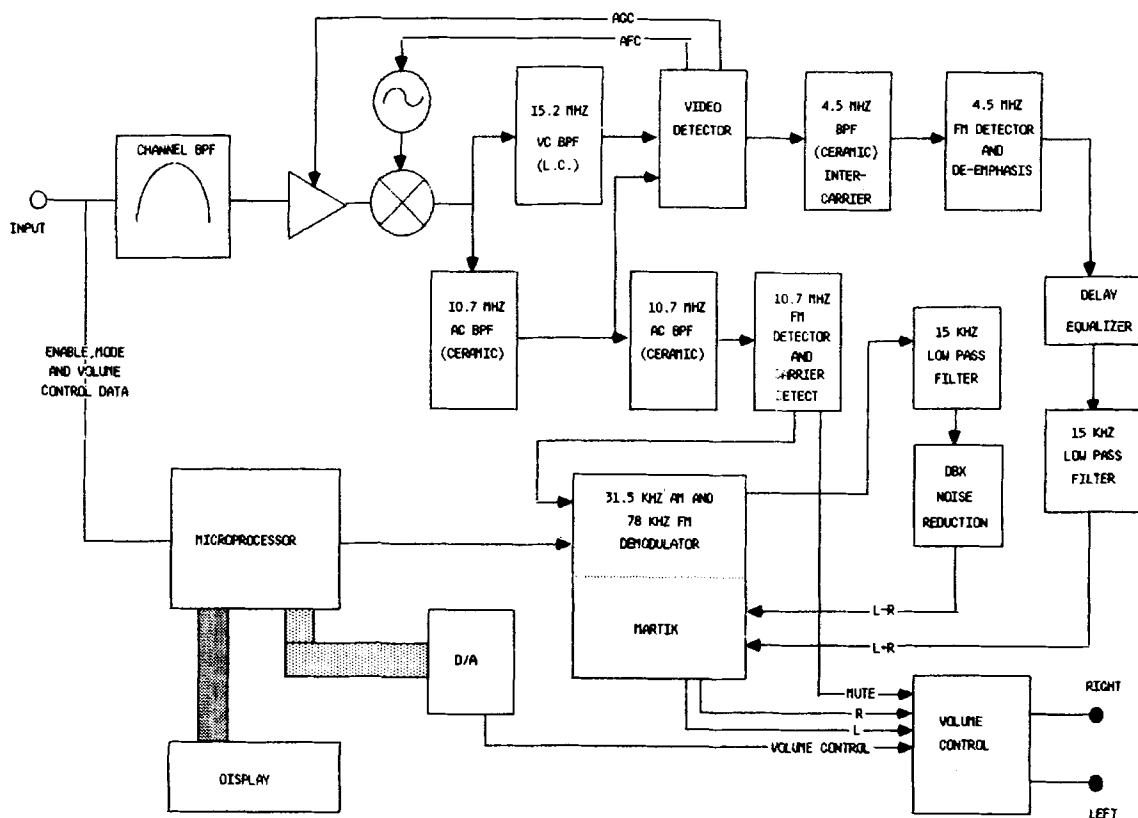 AGC
AFC
15.2 MHZ
VC BPF
(L.C.)
VIDEO
DETECTOR
4.5 MHZ
BPF
(CERAMIC)
INTER-
CARRIER
4.5 MHZ
FM DETECTOR
AND
DE-EMPHASIS
CHANNEL BPF
INPUT
10.7 MHZ
AC BPF
(CERAMIC)
10.7 MHZ
AC BPF
(CERAMIC)
10.7 MHZ
FM
DETECTOR
AND
CARRIER
DETECT
15 KHZ
LOW PASS
FILTER
DELAY
EQUALIZER
ENABLE,MODE
AND VOLUME
CONTROL DATA
15 KHZ
LOW PASS
FILTER
DBX
NOISE
REDUCTION
MICROPROCESSOR
31.5 KHZ AM AND
78 KHZ FM
DEMODULATOR
MARTIX
L-R
L+R
D/A
DISPLAY
MUTE
R
L
VOLUME CONTROL
VOLUME
CONTROL
RIGHT
LEFT